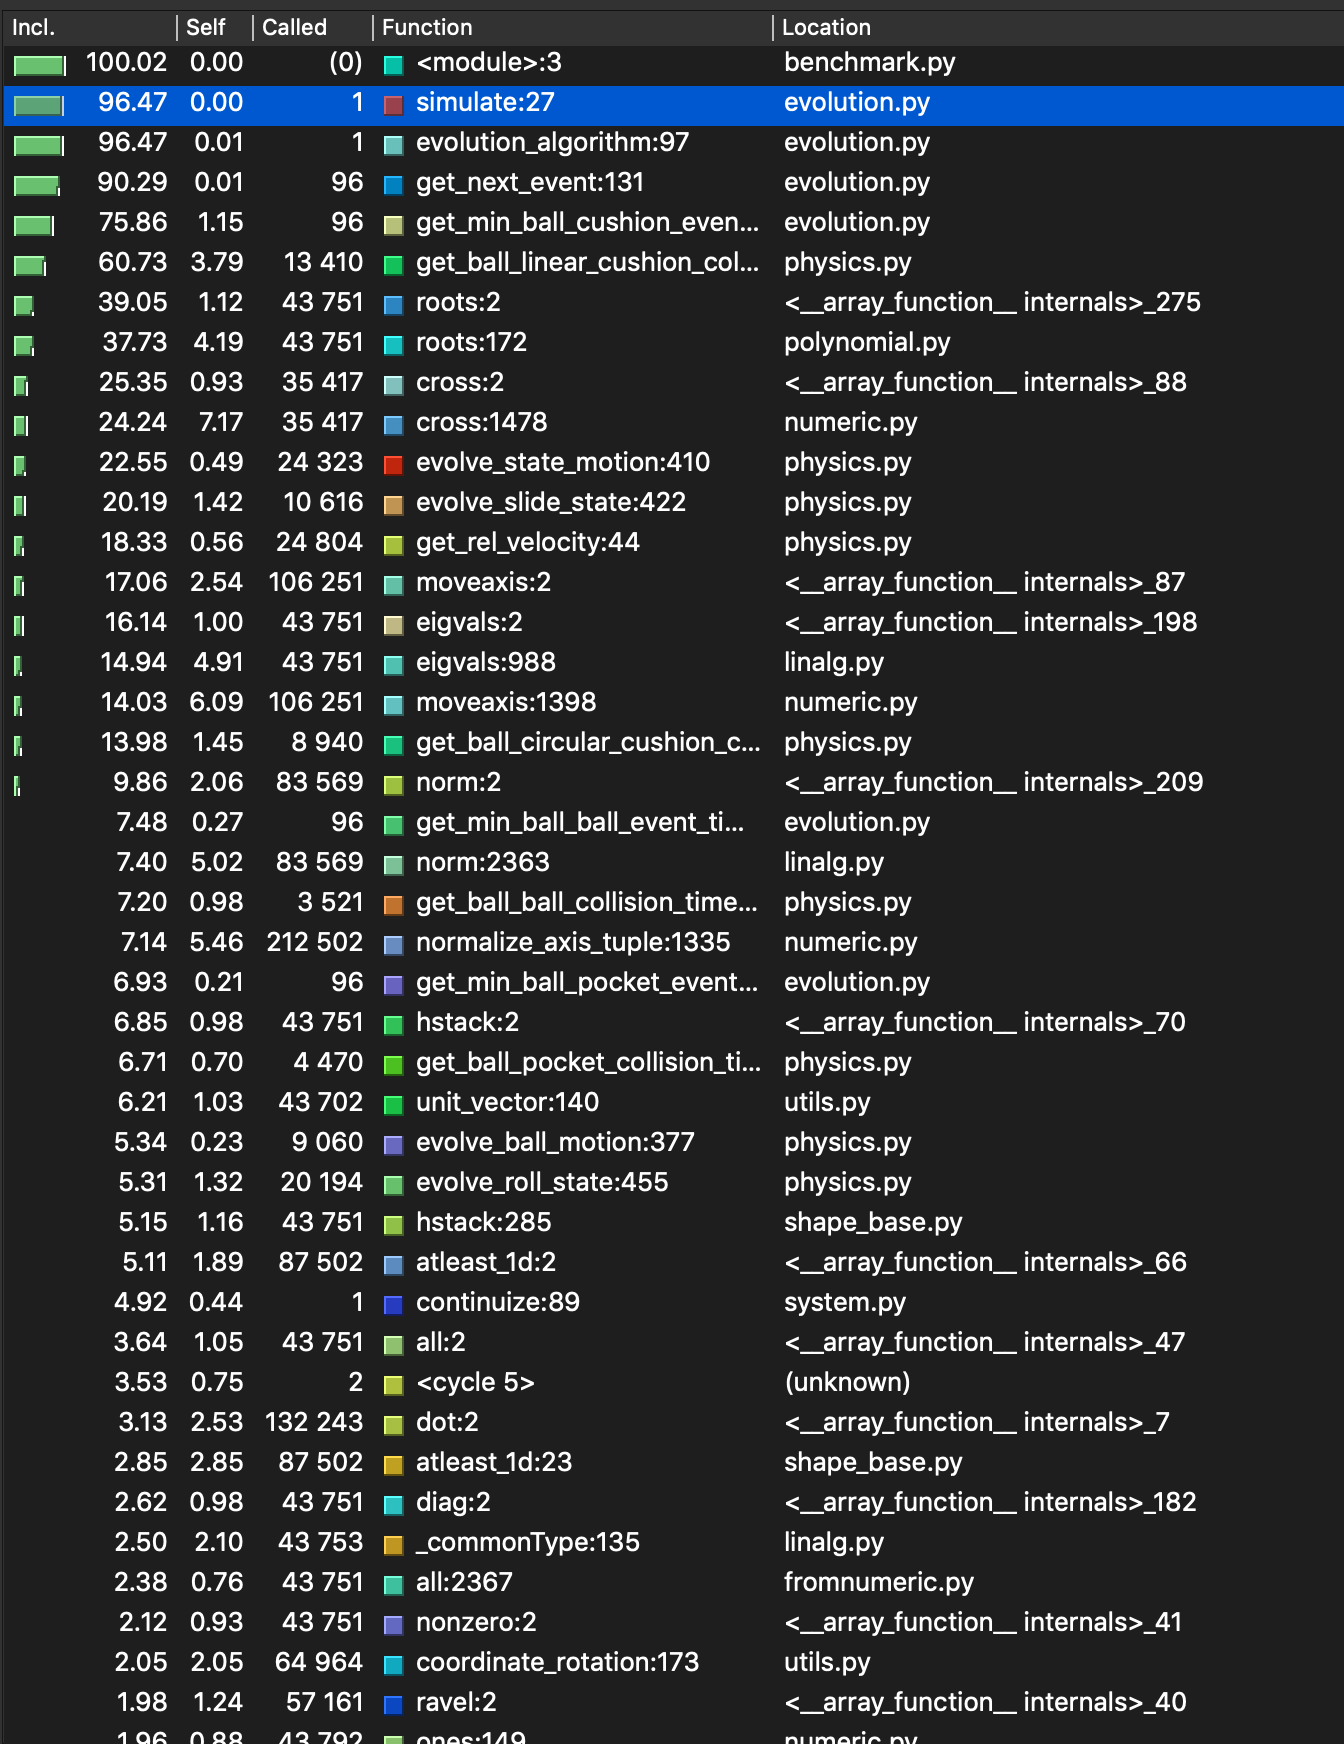 Incl. Self Called Function Location
100.02 0.00 (0) <module>:3 benchmark.py
96.47 0.00 1 simulate:27 evolution.py
96.47 0.01 1 evolution_algorithm:97 evolution.py
90.29 0.01 96 get_next_event:131 evolution.py
75.86 1.15 96 get_min_ball_cushion_even... evolution.py
60.73 3.79 13 410 get_ball_linear_cushion_col... physics.py
39.05 1.12 43 751 roots:2 <__array_function__ internals>_275
37.73 4.19 43 751 roots:172 polynomial.py
25.35 0.93 35 417 cross:2 <__array_function__ internals>_88
24.24 7.17 35 417 cross:1478 numeric.py
22.55 0.49 24 323 evolve_state_motion:410 physics.py
20.19 1.42 10 616 evolve_slide_state:422 physics.py
18.33 0.56 24 804 get_rel_velocity:44 physics.py
17.06 2.54 106 251 moveaxis:2 <__array_function__ internals>_87
16.14 1.00 43 751 eigvals:2 <__array_function__ internals>_198
14.94 4.91 43 751 eigvals:988 linalg.py
14.03 6.09 106 251 moveaxis:1398 numeric.py
13.98 1.45 8 940 get_ball_circular_cushion_c... physics.py
9.86 2.06 83 569 norm:2 <__array_function__ internals>_209
7.48 0.27 96 get_min_ball_ball_event_ti... evolution.py
7.40 5.02 83 569 norm:2363 linalg.py
7.20 0.98 3 521 get_ball_ball_collision_time... physics.py
7.14 5.46 212 502 normalize_axis_tuple:1335 numeric.py
6.93 0.21 96 get_min_ball_pocket_event... evolution.py
6.85 0.98 43 751 hstack:2 <__array_function__ internals>_70
6.71 0.70 4 470 get_ball_pocket_collision_ti... physics.py
6.21 1.03 43 702 unit_vector:140 utils.py
5.34 0.23 9 060 evolve_ball_motion:377 physics.py
5.31 1.32 20 194 evolve_roll_state:455 physics.py
5.15 1.16 43 751 hstack:285 shape_base.py
5.11 1.89 87 502 atleast_1d:2 <__array_function__ internals>_66
4.92 0.44 1 continuize:89 system.py
3.64 1.05 43 751 all:2 <__array_function__ internals>_47
3.53 0.75 2 <cycle 5> (unknown)
3.13 2.53 132 243 dot:2 <__array_function__ internals>_7
2.85 2.85 87 502 atleast_1d:23 shape_base.py
2.62 0.98 43 751 diag:2 <__array_function__ internals>_182
2.50 2.10 43 753 _commonType:135 linalg.py
2.38 0.76 43 751 all:2367 fromnumeric.py
2.12 0.93 43 751 nonzero:2 <__array_function__ internals>_41
2.05 2.05 64 964 coordinate_rotation:173 utils.py
1.98 1.24 57 161 ravel:2 <__array_function__ internals>_40
1.96 0.88 43 792 ones:149 numeric.py